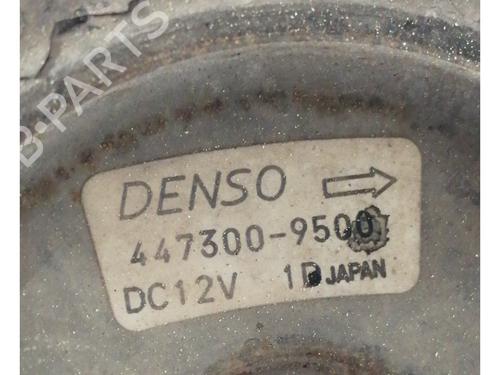 B-PARTS
DENSO
447300-9500
DC12V 1D JAPAN